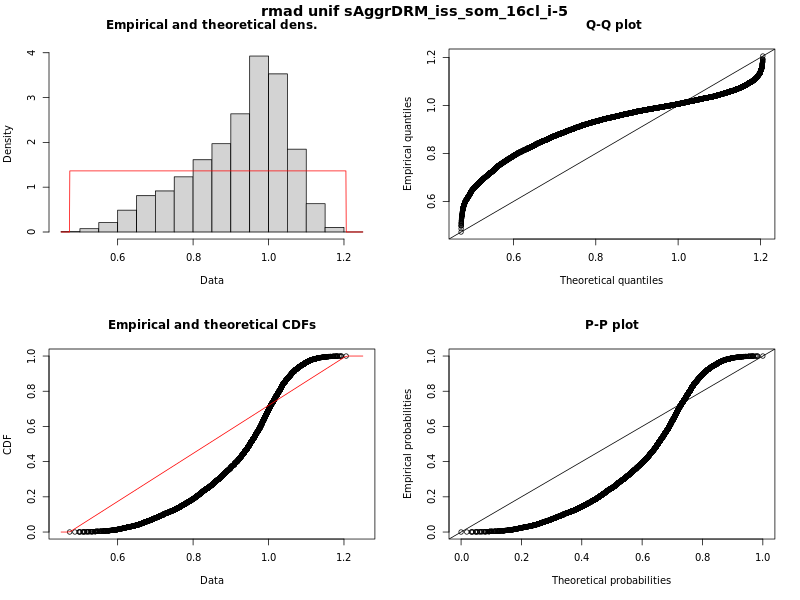 rmad unif sAggrDRM_iss_som_16cl_i-5
Empirical and theoretical dens.
Density
0 1 2 3 4
0.6 0.8 1.0 1.2
Data
Q-Q plot
Empirical quantiles
0.6 0.8 1.0 1.2
0.6 0.8 1.0 1.2
Theoretical quantiles
Empirical and theoretical CDFs
CDF
0.0 0.2 0.4 0.6 0.8 1.0
0.6 0.8 1.0 1.2
Data
P-P plot
Empirical probabilities
0.0 0.2 0.4 0.6 0.8 1.0
0.0 0.2 0.4 0.6 0.8 1.0
Theoretical probabilities